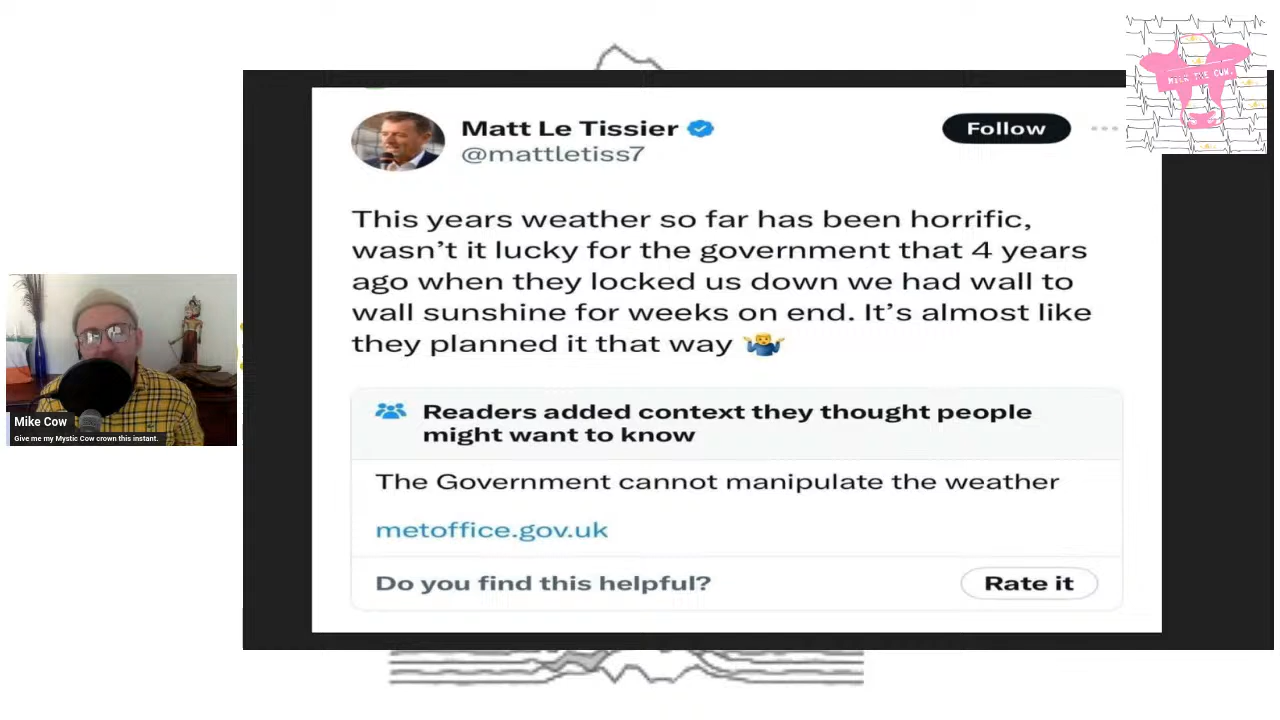 MILK THE COW.
Matt Le Tissier
@mattletiss7
Follow
This years weather so far has been horrific,
wasn't it lucky for the government that 4 years
ago when they locked us down we had wall to
wall sunshine for weeks on end. It's almost like
they planned it that way 🤷‍♂️
Readers added context they thought people
might want to know
The Government cannot manipulate the weather
metoffice.gov.uk
Do you find this helpful?
Rate it
Mike Cow
Give me my Mystic Cow crown this instant.